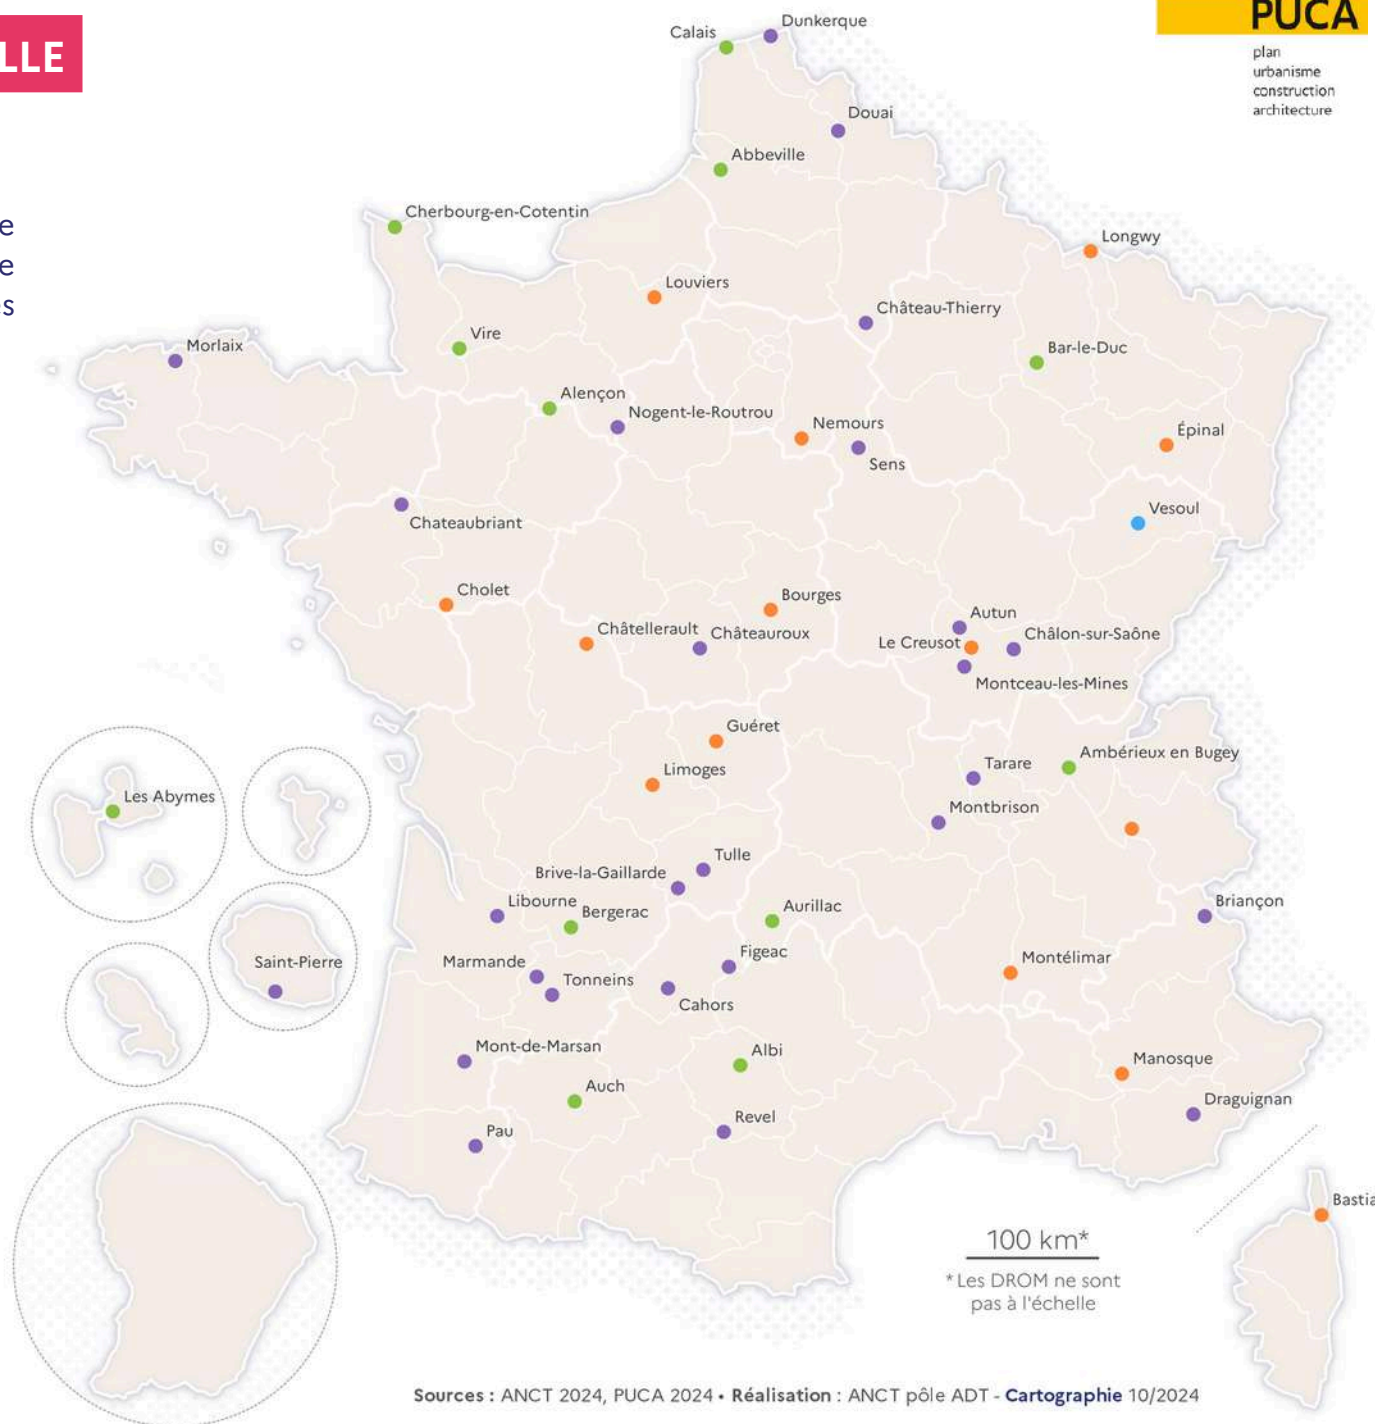 LLE
PUCA
plan
urbanisme
construction
architecture
e
e
es
Dunkerque
Calais
Douai
Abbeville
Cherbourg-en-Cotentin
Longwy
Louviers
Château-Thierry
Vire
Morlaix
Bar-le-Duc
Alençon
Nogent-le-Routrou
Nemours
Épinal
Sens
Vesoul
Chateaubriant
Cholet
Bourges
Autun
Châtellerault
Châteauroux
Le Creusot
Châlon-sur-Saône
Montceau-les-Mines
Guéret
Ambérieux en Bugey
Tarare
Limoges
Les Abymes
Montbrison
Tulle
Brive-la-Gaillarde
Libourne
Bergerac
Aurillac
Briançon
Figeac
Marmande
Saint-Pierre
Montélimar
Tonneins
Cahors
Mont-de-Marsan
Albi
Manosque
Auch
Draguignan
Revel
Pau
Bastia
100 km*
* Les DROM ne sont
pas à l'échelle
Sources : ANCT 2024, PUCA 2024 • Réalisation : ANCT pôle ADT - Cartographie 10/2024